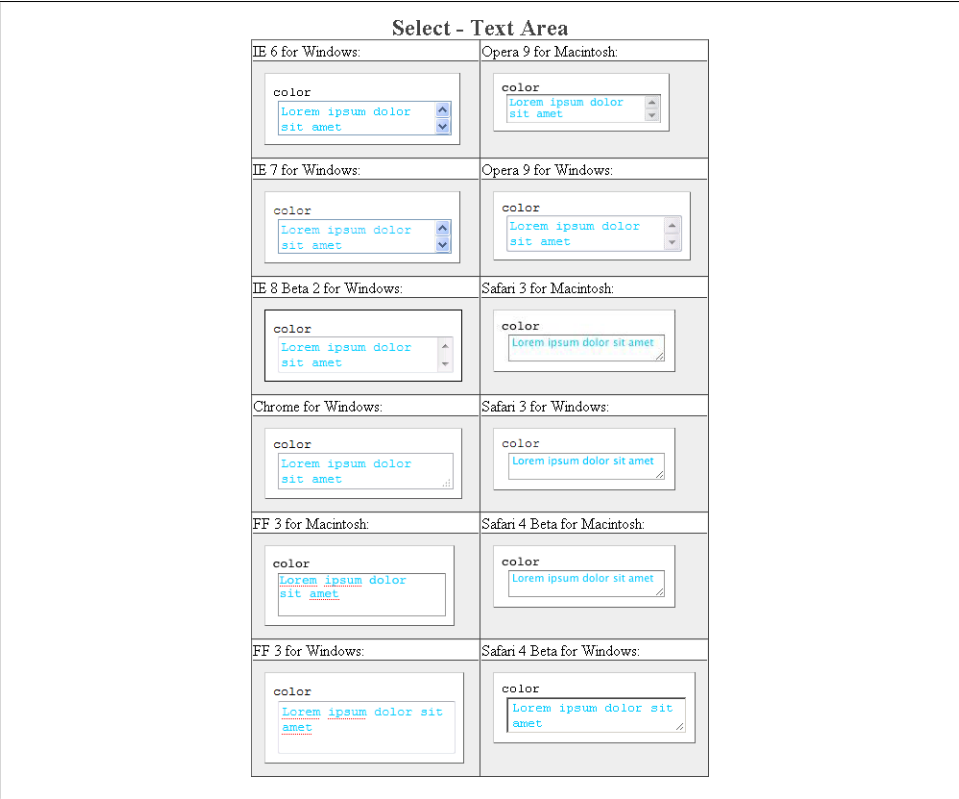 Select - Text Area
IE 6 for Windows:
color
Lorem ipsum dolor
sit amet
Opera 9 for Macintosh:
color
Lorem ipsum dolor
sit amet
IE 7 for Windows:
color
Lorem ipsum dolor
sit amet
Opera 9 for Windows:
color
Lorem ipsum dolor
sit amet
IE 8 Beta 2 for Windows:
color
Lorem ipsum dolor
sit amet
Safari 3 for Macintosh:
color
Lorem ipsum dolor sit amet
Chrome for Windows:
color
Lorem ipsum dolor
sit amet
Safari 3 for Windows:
color
Lorem ipsum dolor sit amet
FF 3 for Macintosh:
color
Lorem ipsum dolor
sit amet
Safari 4 Beta for Macintosh:
color
Lorem ipsum dolor sit amet
FF 3 for Windows:
color
Lorem ipsum dolor sit
amet
Safari 4 Beta for Windows:
color
Lorem ipsum dolor sit
amet